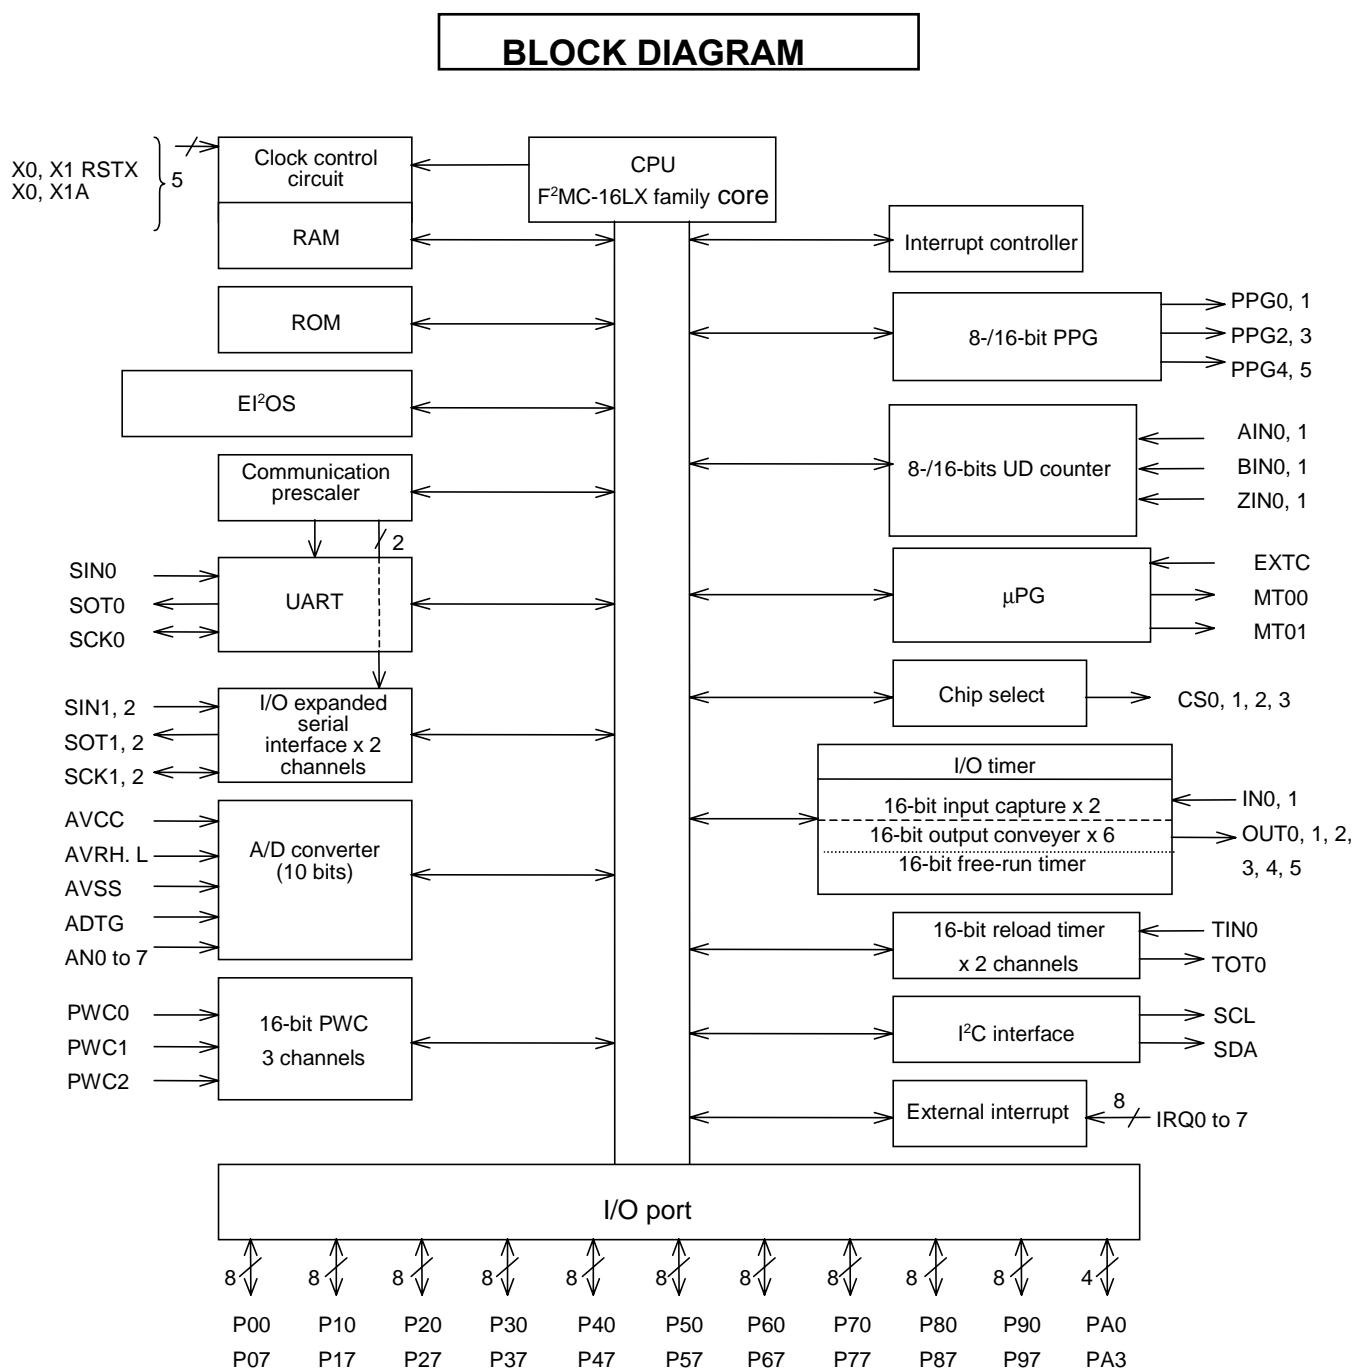 BLOCK DIAGRAM
X0, X1 RSTX
X0, X1A
5
Clock control
circuit
CPU
F²MC-16LX family core
RAM
Interrupt controller
ROM
8-/16-bit PPG
PPG0, 1
PPG2, 3
PPG4, 5
EI²OS
8-/16-bits UD counter
AIN0, 1
BIN0, 1
ZIN0, 1
Communication
prescaler
2
SIN0
SOT0
SCK0
UART
µPG
EXTC
MT00
MT01
SIN1, 2
SOT1, 2
SCK1, 2
I/O expanded
serial
interface x 2
channels
Chip select
CS0, 1, 2, 3
I/O timer
16-bit input capture x 2
16-bit output conveyer x 6
16-bit free-run timer
IN0, 1
OUT0, 1, 2,
3, 4, 5
AVCC
AVRH. L
AVSS
ADTG
AN0 to 7
A/D converter
(10 bits)
16-bit reload timer
x 2 channels
TIN0
TOT0
PWC0
PWC1
PWC2
16-bit PWC
3 channels
I²C interface
SCL
SDA
External interrupt
8
IRQ0 to 7
I/O port
8 8 8 8 8 8 8 8 8 8 4
P00 P10 P20 P30 P40 P50 P60 P70 P80 P90 PA0
P07 P17 P27 P37 P47 P57 P67 P77 P87 P97 PA3